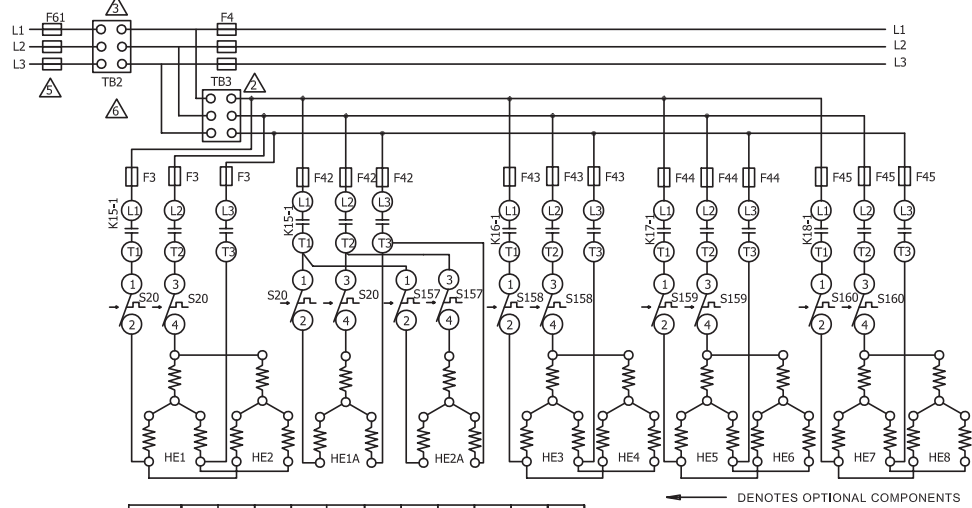 3
F61 F4
L1 L1
L2 L2
L3 L3
5 TB2 TB3 2
6
F3 F3 F3 F42 F42 F42 F43 F43 F43 F44 F44 F44 F45 F45 F45
L1 L2 L3 L1 L2 L3 L1 L2 L3 L1 L2 L3 L1 L2 L3
K15-1 K15-1 K16-1 K17-1 K18-1
T1 T2 T3 T1 T2 T3 T1 T2 T3 T1 T2 T3 T1 T2 T3
1 3 1 3 1 3 1 3 1 3 1 3
S20 S20 S20 S20 S157 S157 S158 S158 S159 S159 S160 S160
2 4 2 4 2 4 2 4 2 4 2 4
HE1 HE2 HE1A HE2A HE3 HE4 HE5 HE6 HE7 HE8
DENOTES OPTIONAL COMPONENTS